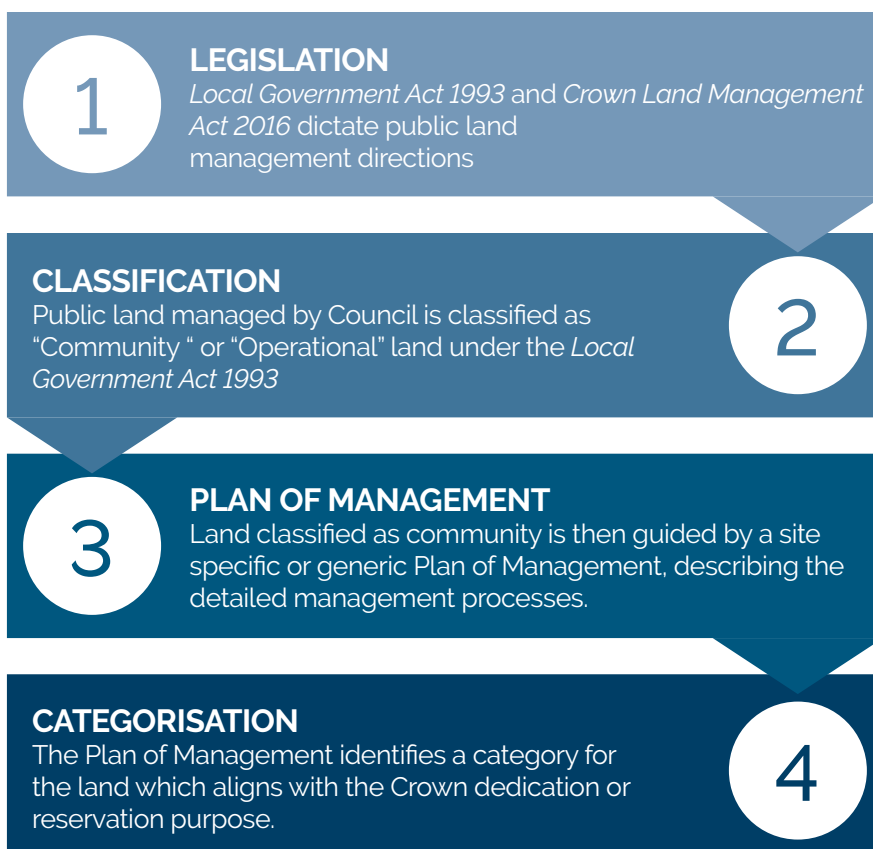 1
LEGISLATION
Local Government Act 1993 and Crown Land Management
Act 2016 dictate public land
management directions
CLASSIFICATION
Public land managed by Council is classified as
“Community “ or “Operational” land under the Local
Government Act 1993
2
3
PLAN OF MANAGEMENT
Land classified as community is then guided by a site
specific or generic Plan of Management, describing the
detailed management processes.
CATEGORISATION
The Plan of Management identifies a category for
the land which aligns with the Crown dedication or
reservation purpose.
4